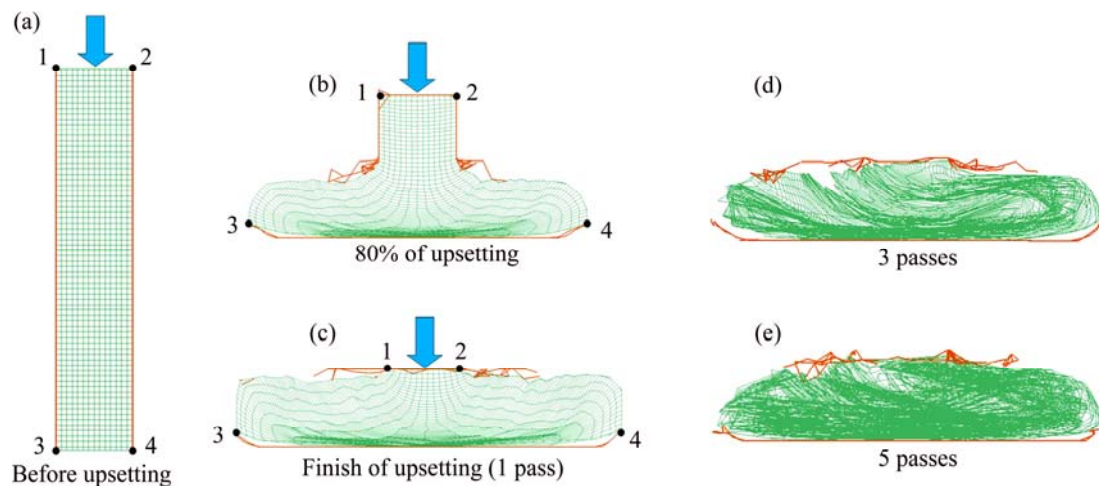 (a)
1 2
3 4
Before upsetting
(b)
1 2
3 4
80% of upsetting
(c)
1 2
3 4
Finish of upsetting (1 pass)
(d)
3 passes
(e)
5 passes